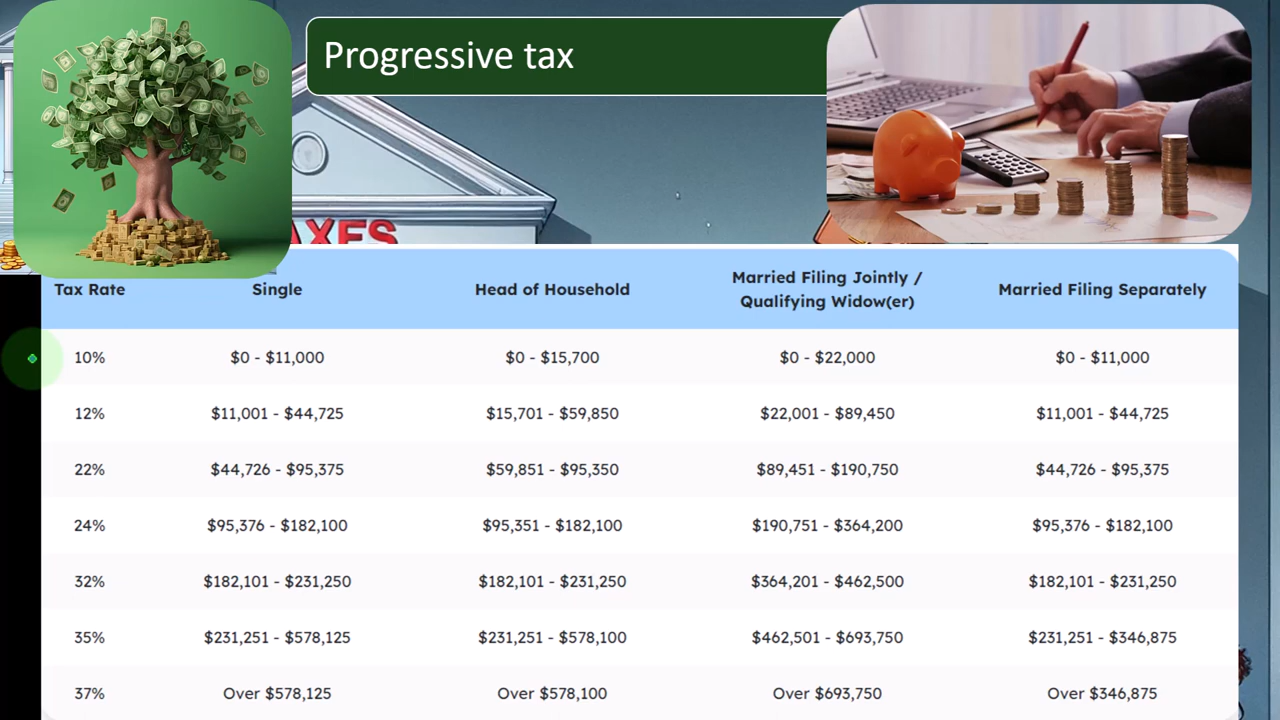 Progressive tax
AXES
Tax Rate Single Head of Household Married Filing Jointly / Qualifying Widow(er) Married Filing Separately
10% $0 - $11,000 $0 - $15,700 $0 - $22,000 $0 - $11,000
12% $11,001 - $44,725 $15,701 - $59,850 $22,001 - $89,450 $11,001 - $44,725
22% $44,726 - $95,375 $59,851 - $95,350 $89,451 - $190,750 $44,726 - $95,375
24% $95,376 - $182,100 $95,351 - $182,100 $190,751 - $364,200 $95,376 - $182,100
32% $182,101 - $231,250 $182,101 - $231,250 $364,201 - $462,500 $182,101 - $231,250
35% $231,251 - $578,125 $231,251 - $578,100 $462,501 - $693,750 $231,251 - $346,875
37% Over $578,125 Over $578,100 Over $693,750 Over $346,875